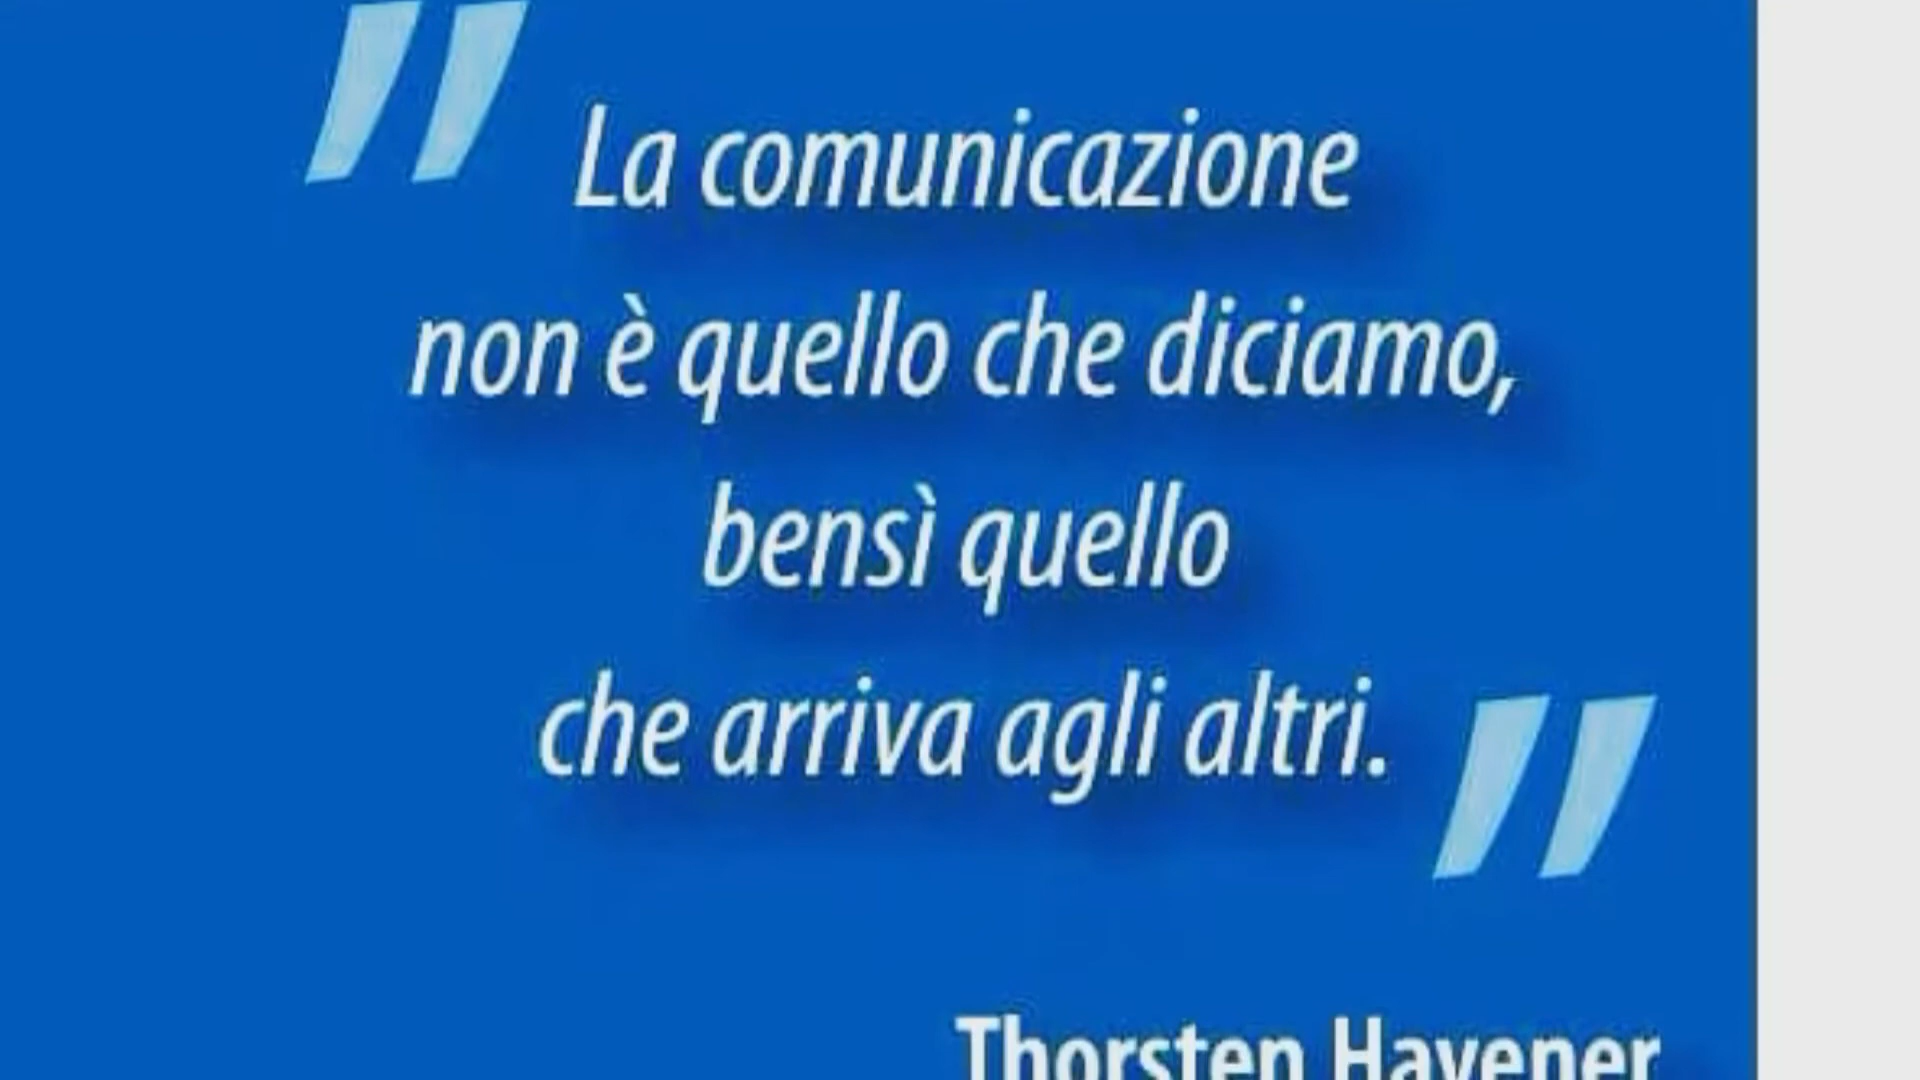 "La comunicazione
non è quello che diciamo,
bensì quello
che arriva agli altri."
Thorsten Havener